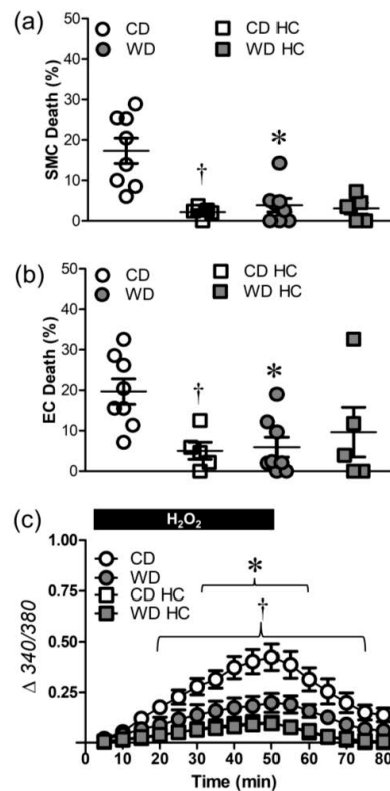 (a)
CD
CD HC
WD
WD HC
SMC Death (%)
50
40
30
20
10
0
†
*
(b)
CD
CD HC
WD
WD HC
EC Death (%)
50
40
30
20
10
0
†
*
(c)
H₂O₂
CD
WD
CD HC
WD HC
Δ 340/380
1.00
0.75
0.50
0.25
*
†
0 10 20 30 40 50 60 70 80
Time (min)